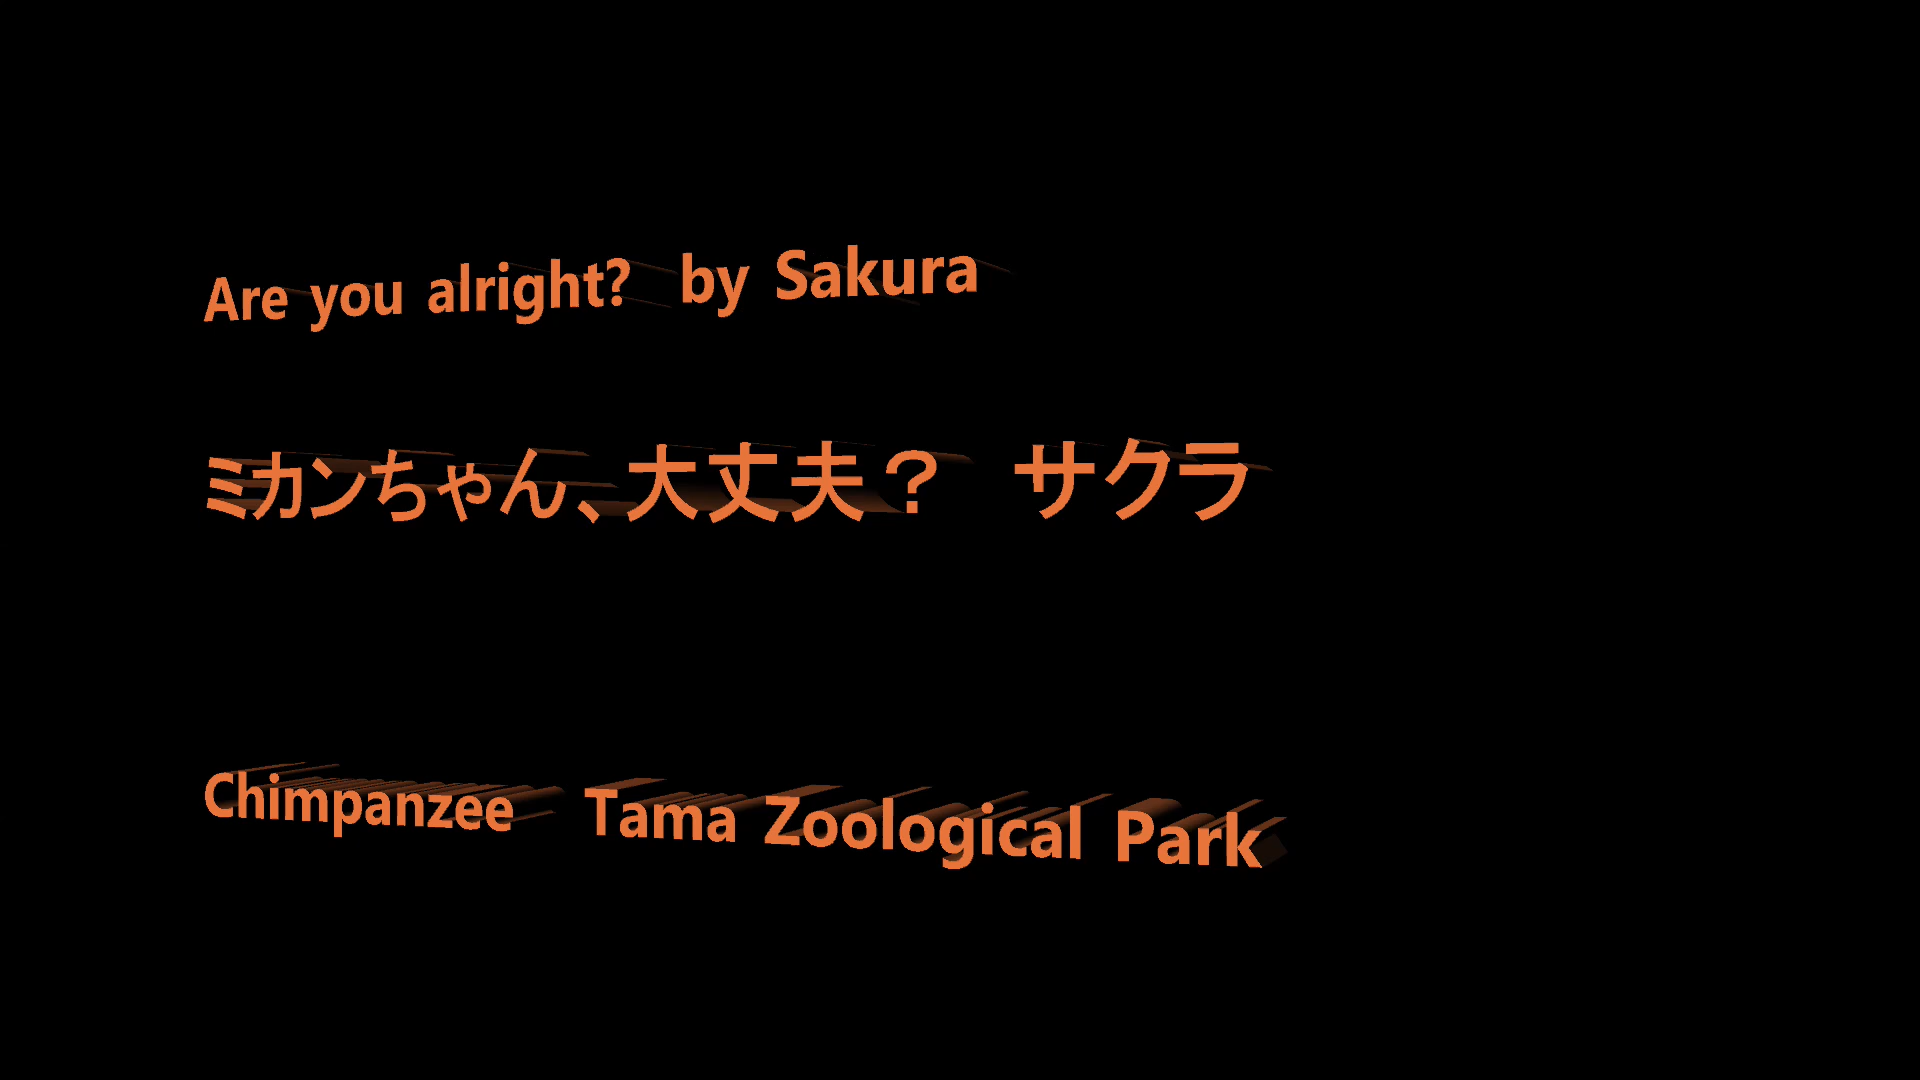 Are you alright?  by Sakura
ミカンちゃん、大丈夫？　サクラ
Chimpanzee  Tama Zoological Park